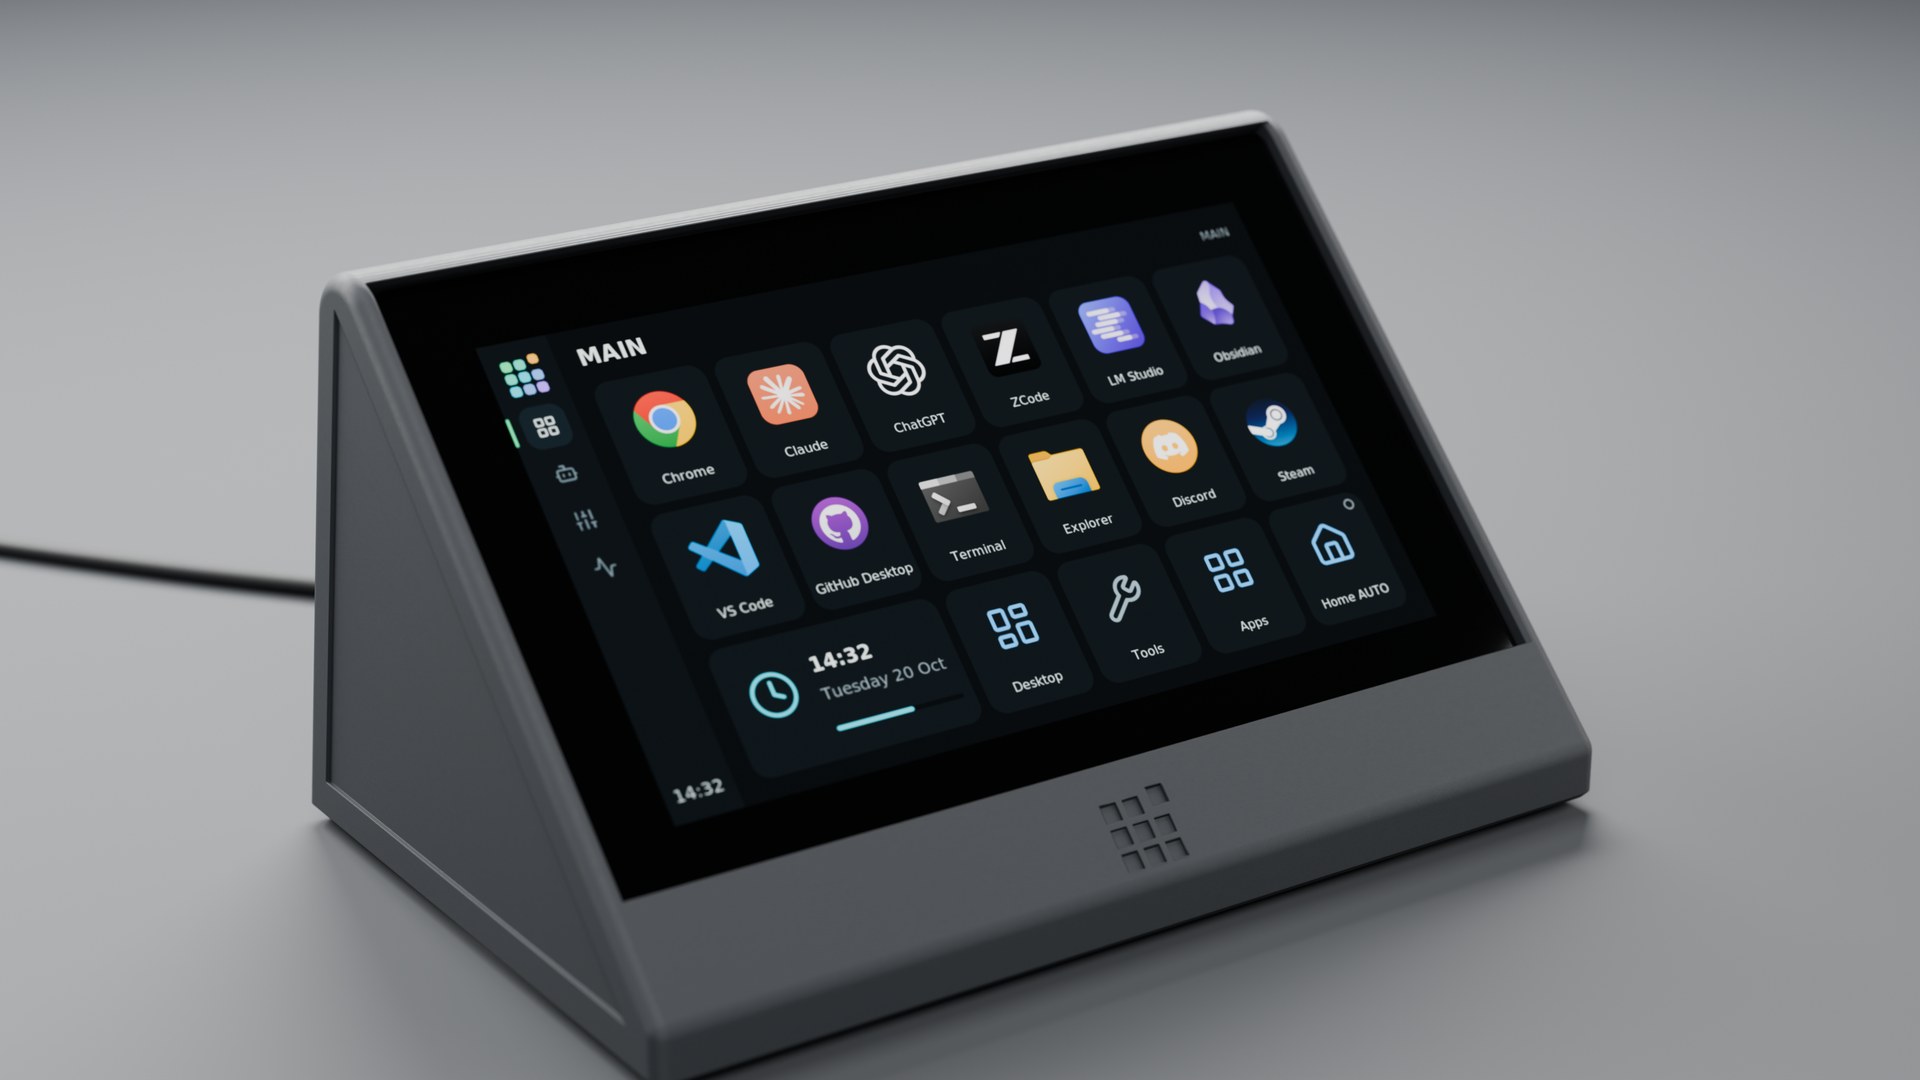 MAIN
MAIN
Chrome
Claude
ChatGPT
ZCode
LM Studio
Obsidian
VS Code
GitHub Desktop
Terminal
Explorer
Discord
Steam
14:32
Tuesday 20 Oct
Desktop
Tools
Apps
Home AUTO
14:32